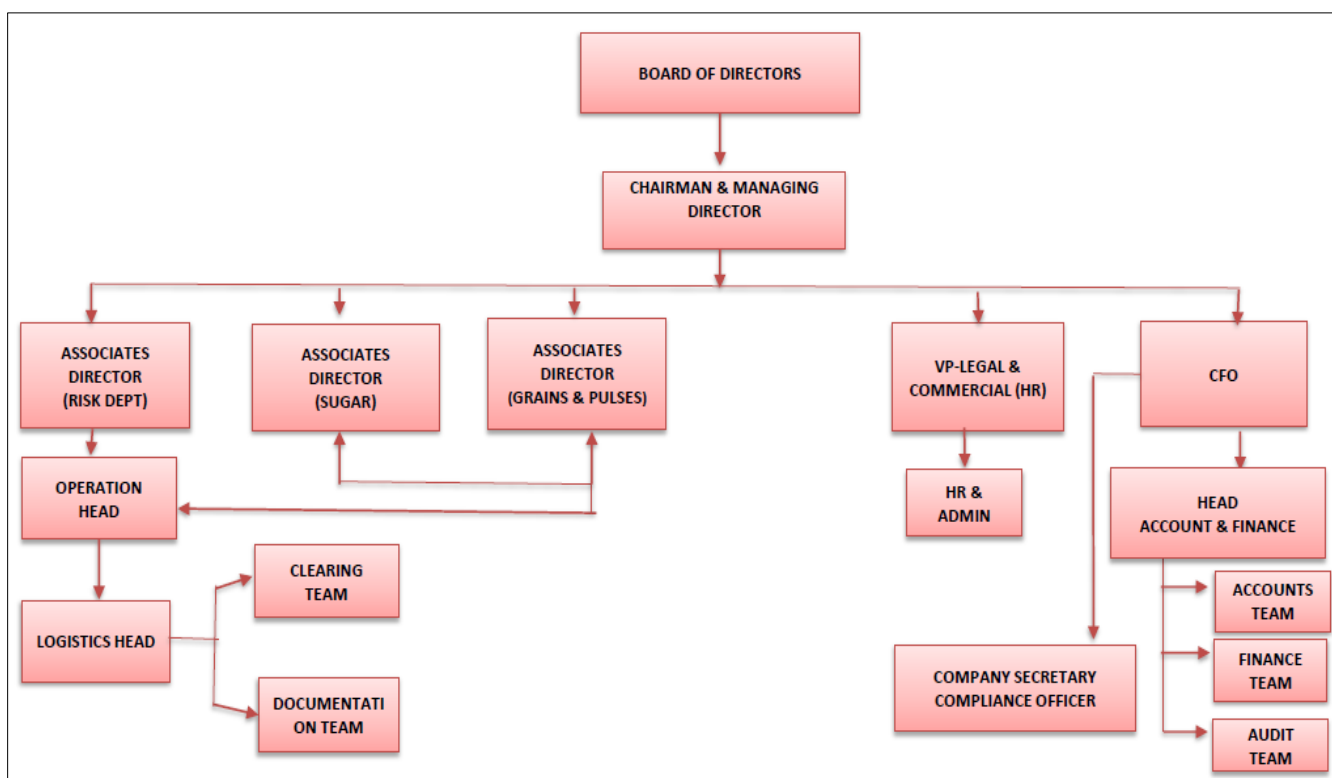 BOARD OF DIRECTORS
CHAIRMAN & MANAGING
DIRECTOR
ASSOCIATES
DIRECTOR
(RISK DEPT)
ASSOCIATES
DIRECTOR
(SUGAR)
ASSOCIATES
DIRECTOR
(GRAINS & PULSES)
VP-LEGAL &
COMMERCIAL (HR)
CFO
OPERATION
HEAD
HR &
ADMIN
HEAD
ACCOUNT & FINANCE
CLEARING
TEAM
LOGISTICS HEAD
DOCUMENTATI
ON TEAM
COMPANY SECRETARY
COMPLIANCE OFFICER
ACCOUNTS
TEAM
FINANCE
TEAM
AUDIT
TEAM